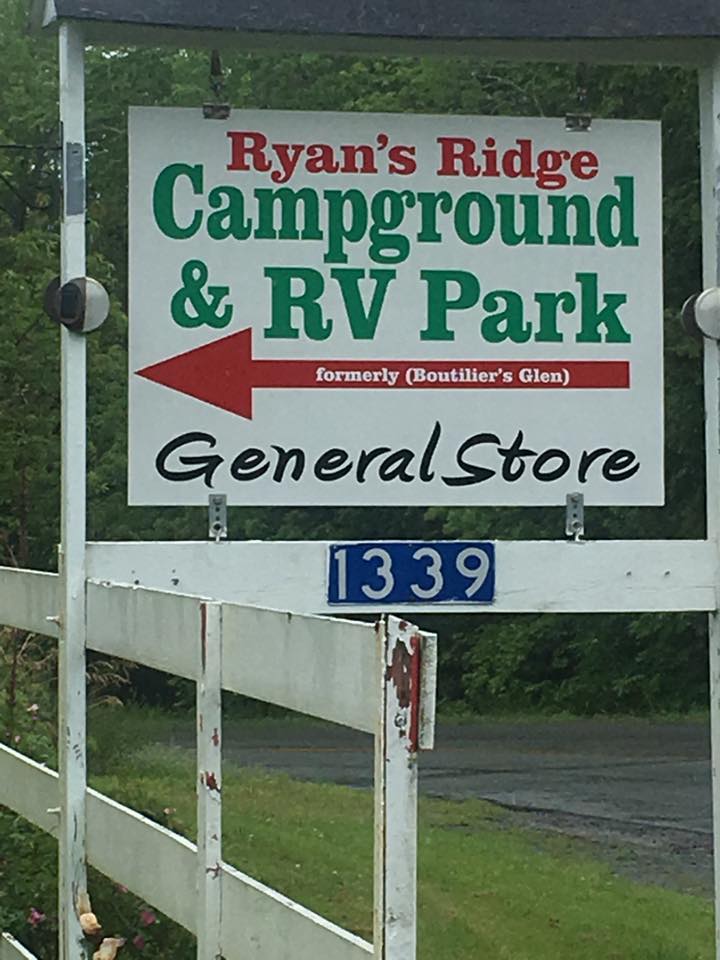 Ryan's Ridge
Campground
& RV Park
formerly (Boutilier's Glen)
General Store
1339